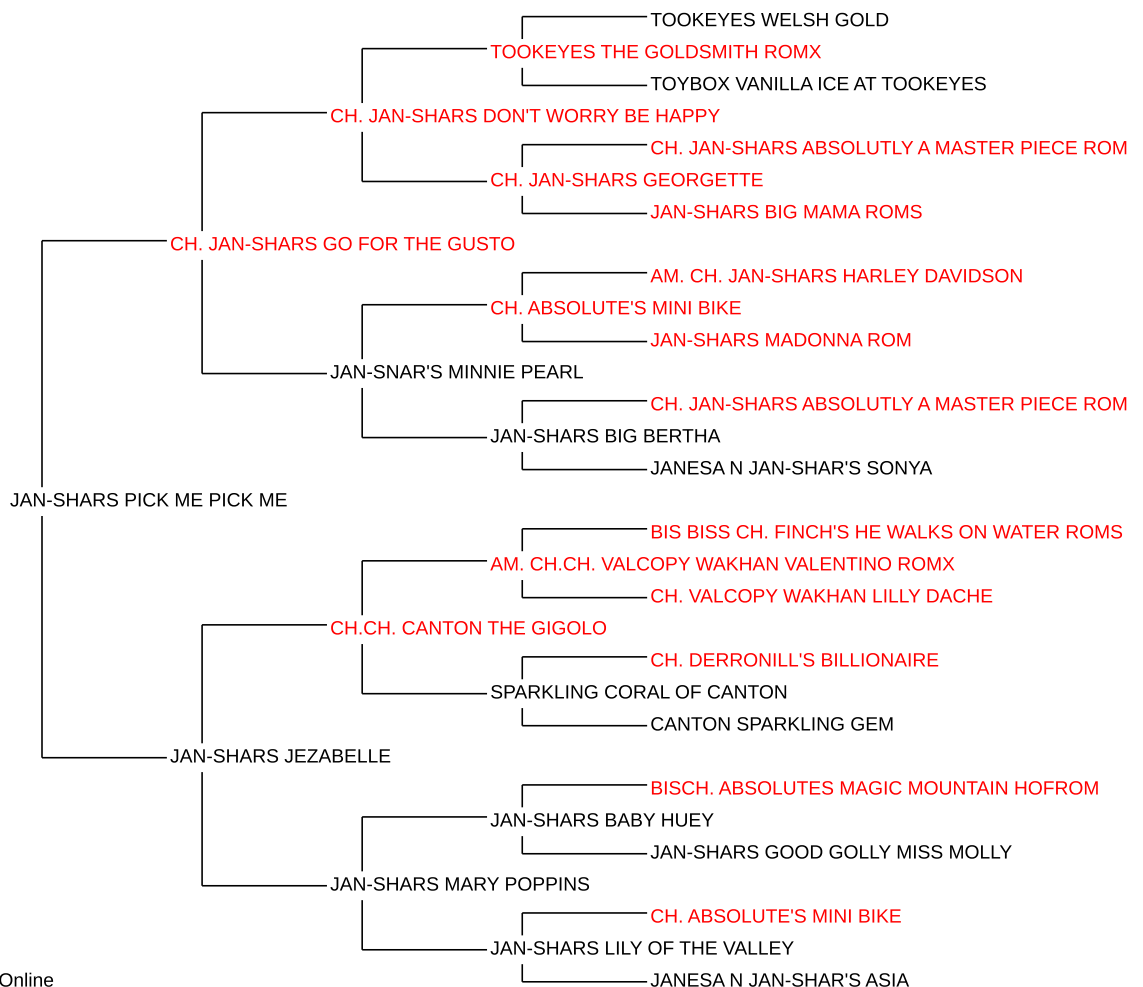 TOOKEYES WELSH GOLD
TOOKEYES THE GOLDSMITH ROMX
TOYBOX VANILLA ICE AT TOOKEYES
CH. JAN-SHARS DON'T WORRY BE HAPPY
CH. JAN-SHARS ABSOLUTLY A MASTER PIECE ROM
CH. JAN-SHARS GEORGETTE
JAN-SHARS BIG MAMA ROMS
CH. JAN-SHARS GO FOR THE GUSTO
AM. CH. JAN-SHARS HARLEY DAVIDSON
CH. ABSOLUTE'S MINI BIKE
JAN-SHARS MADONNA ROM
JAN-SNAR'S MINNIE PEARL
CH. JAN-SHARS ABSOLUTLY A MASTER PIECE ROM
JAN-SHARS BIG BERTHA
JANESA N JAN-SHAR'S SONYA
JAN-SHARS PICK ME PICK ME
BIS BISS CH. FINCH'S HE WALKS ON WATER ROMS
AM. CH.CH. VALCOPY WAKHAN VALENTINO ROMX
CH. VALCOPY WAKHAN LILLY DACHE
CH.CH. CANTON THE GIGOLO
CH. DERRONILL'S BILLIONAIRE
SPARKLING CORAL OF CANTON
CANTON SPARKLING GEM
JAN-SHARS JEZABELLE
BISCH. ABSOLUTES MAGIC MOUNTAIN HOFROM
JAN-SHARS BABY HUEY
JAN-SHARS GOOD GOLLY MISS MOLLY
JAN-SHARS MARY POPPINS
CH. ABSOLUTE'S MINI BIKE
JAN-SHARS LILY OF THE VALLEY
JANESA N JAN-SHAR'S ASIA
Online